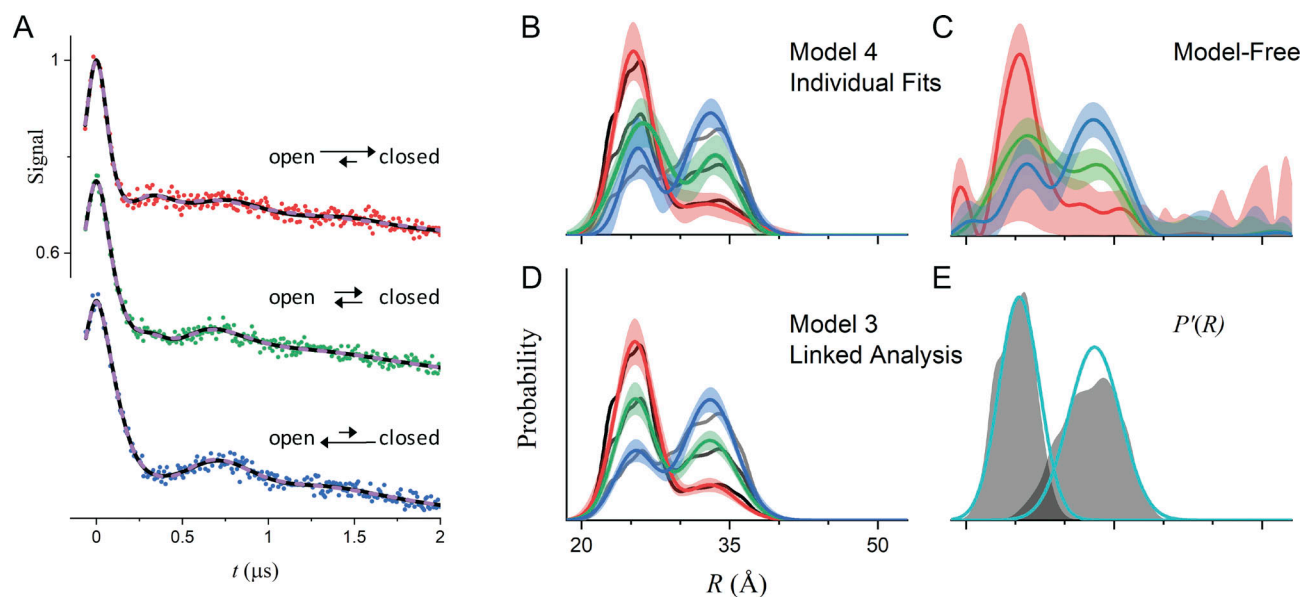 A
1
Signal
0.6
open closed
open closed
open closed
0 0.5 1 1.5 2
t (μs)
B
Model 4
Individual Fits
C
Model-Free
D
Model 3
Linked Analysis
Probability
20 35 50
R (Å)
E
P'(R)